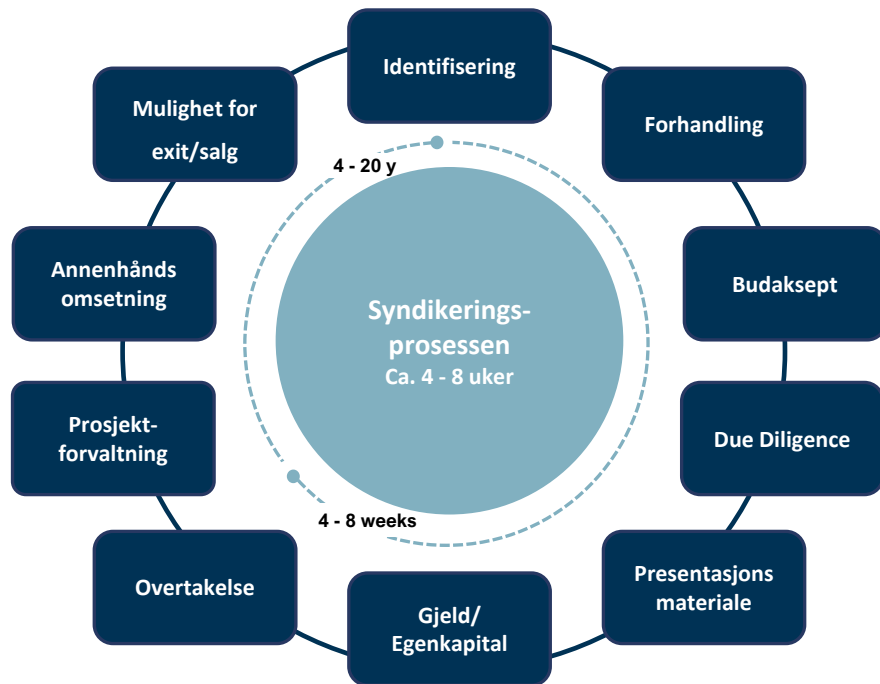 Identifisering
Forhandling
Budaksept
Due Diligence
Presentasjons
materiale
Gjeld/
Egenkapital
Overtakelse
Prosjekt-
forvaltning
Annenhånds
omsetning
Mulighet for
exit/salg
4 - 20 y
Syndikerings-
prosessen
Ca. 4 - 8 uker
4 - 8 weeks